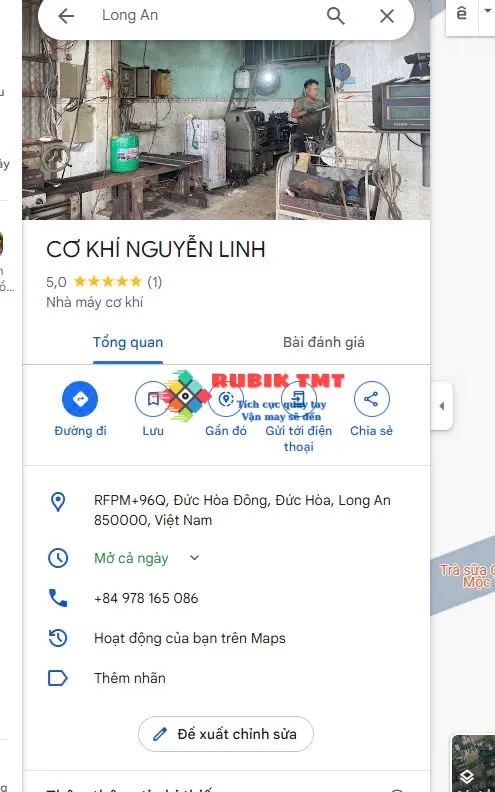 Long An
CƠ KHÍ NGUYỄN LINH
5,0 ★★★★★ (1)
Nhà máy cơ khí
Tổng quan
Bài đánh giá
RUBIK TMT
Tích cực quay tay
Vận may sẽ đến
Đường đi
Lưu
Gần đó
Gửi tới điện
thoại
Chia sẻ
RFPM+96Q, Đức Hòa Đông, Đức Hòa, Long An
850000, Việt Nam
Mở cả ngày
+84 978 165 086
Hoạt động của bạn trên Maps
Thêm nhãn
Đề xuất chỉnh sửa
Trà sữa
Mộc